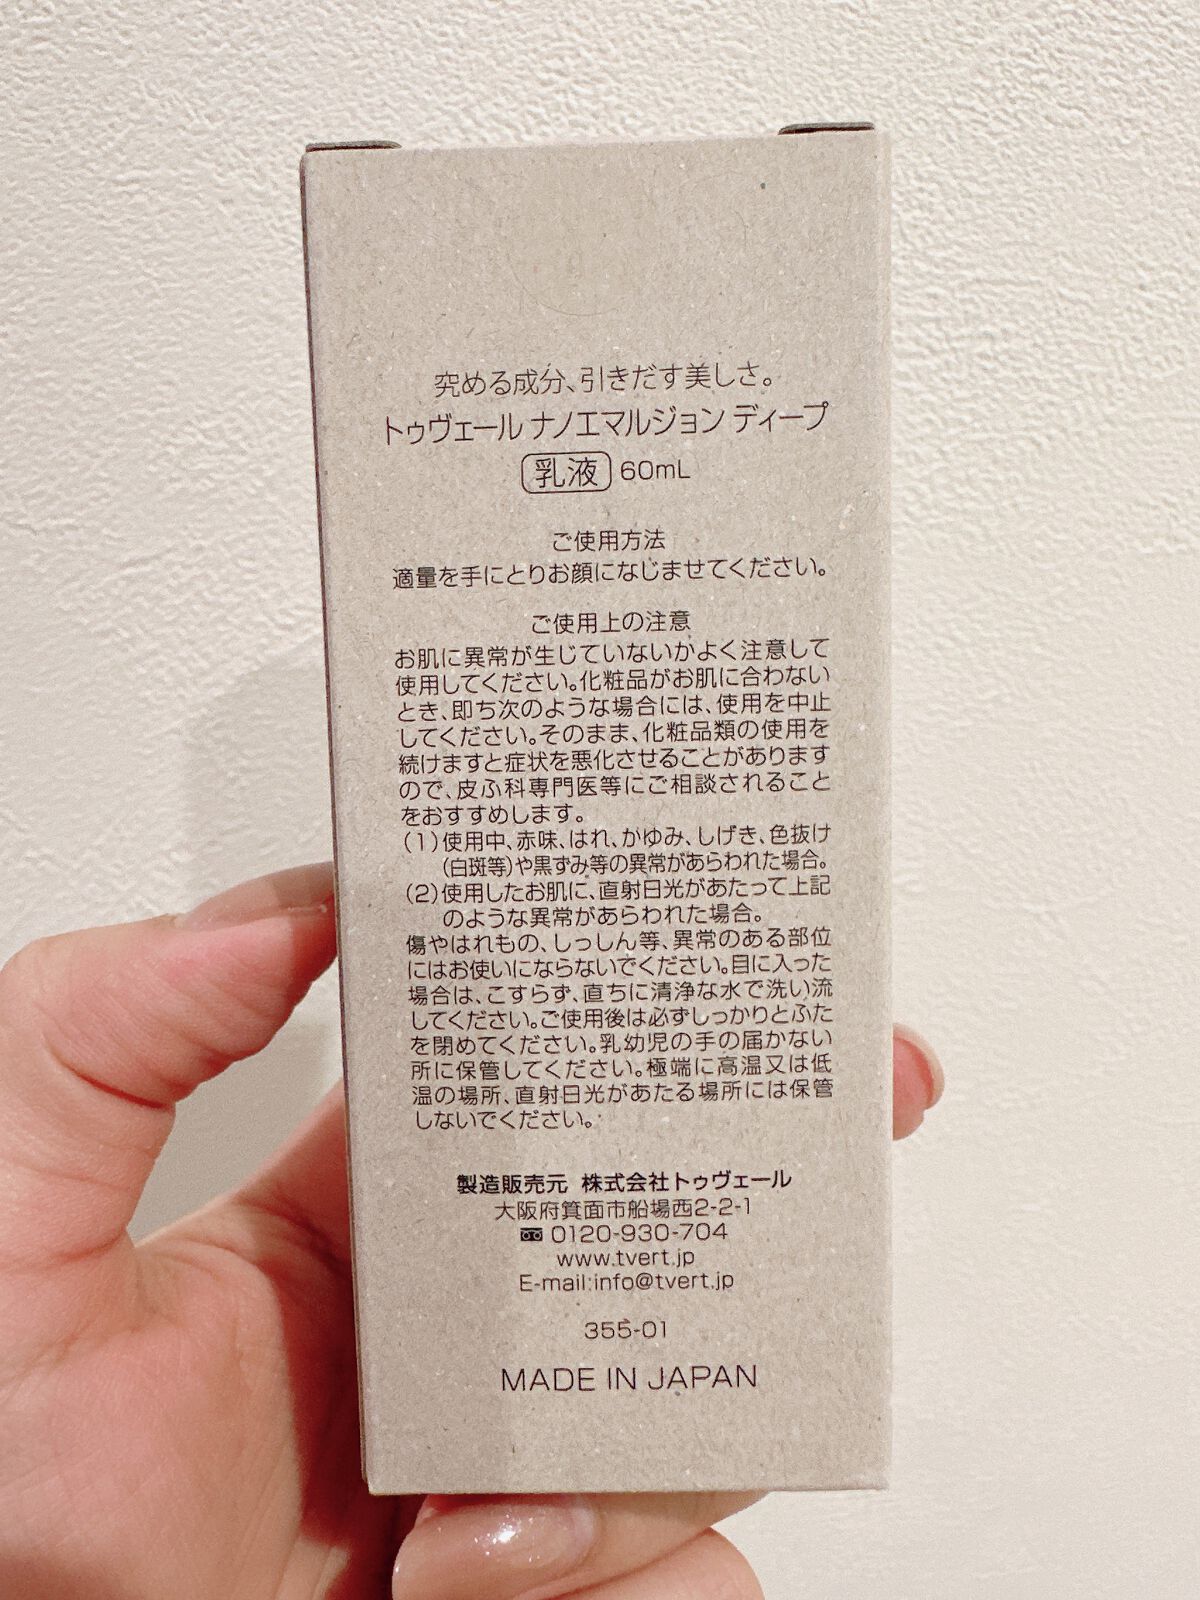 究める成分、引きだす美しさ。
トゥヴェール ナノエマルジョン ディープ
乳液 60mL
ご使用方法
適量を手にとりお顔になじませてください。
ご使用上の注意
お肌に異常が生じていないかよく注意して
使用してください。化粧品がお肌に合わない
とき、即ち次のような場合には、使用を中止
してください。そのまま、化粧品類の使用を
続けますと症状を悪化させることがあります
ので、皮ふ科専門医等にご相談されること
をおすすめします。
(1)使用中、赤味、はれ、かゆみ、しげき、色抜け
(白斑等)や黒ずみ等の異常があらわれた場合。
(2)使用したお肌に、直射日光があたって上記
のような異常があらわれた場合。
傷やはれもの、しっしん等、異常のある部位
にはお使いにならないでください。目に入った
場合は、こすらず、直ちに清浄な水で洗い流
してください。ご使用後は必ずしっかりとふた
を閉めてください。乳幼児の手の届かない
所に保管してください。極端に高温又は低
温の場所、直射日光があたる場所には保管
しないでください。
製造販売元 株式会社トゥヴェール
大阪府箕面市船場西2-2-1
0120-930-704
www.tvert.jp
E-mail:info@tvert.jp
355-01
MADE IN JAPAN